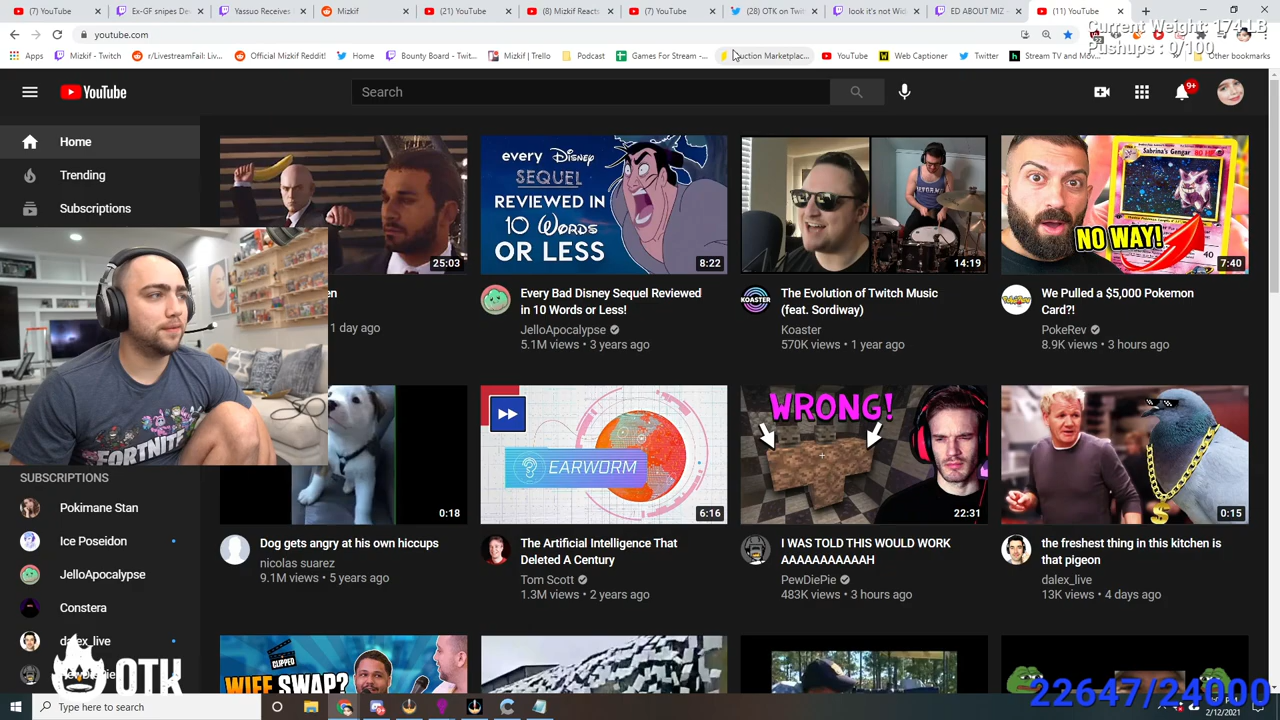 (7) YouTube
Ex-GF snipes De
Yassuo Receives
Mizkif
(21) YouTube
(8) Mizkif Reacts
(7) YouTube
(28) OTK on Twit
look it's not Wid
ED ABOUT MIZ -
(11) YouTube
youtube.com
Current Weight: 174 LB
Pushups : 0/100
Apps
Mizkif - Twitch
r/LivestreamFail: Liv...
Official Mizkif Reddit!
Home
Bounty Board - Twit...
Mizkif | Trello
Podcast
Games For Stream -...
uction Marketplac...
YouTube
Web Captioner
Twitter
Stream TV and Mov...
Other bookmarks
YouTube
Search
9+
Home
Trending
Subscriptions
25:03
en
1 day ago
every Disney
SEQUEL
REVIEWED IN
10 WORDS
OR LESS
8:22
Every Bad Disney Sequel Reviewed
in 10 Words or Less!
JelloApocalypse
5.1M views • 3 years ago
14:19
KOASTER
The Evolution of Twitch Music
(feat. Sordiway)
Koaster
570K views • 1 year ago
Sabrina's Gengar
NO WAY!
7:40
We Pulled a $5,000 Pokemon
Card?!
PokeRev
8.9K views • 3 hours ago
FORTNITE
0:18
Dog gets angry at his own hiccups
nicolas suarez
9.1M views • 5 years ago
EARWORM
6:16
The Artificial Intelligence That
Deleted A Century
Tom Scott
1.3M views • 2 years ago
WRONG!
22:31
I WAS TOLD THIS WOULD WORK
AAAAAAAAAAAH
PewDiePie
483K views • 3 hours ago
0:15
the freshest thing in this kitchen is
that pigeon
dalex_live
13K views • 4 days ago
SUBSCRIPTIONS
Pokimane Stan
Ice Poseidon
JelloApocalypse
Constera
dalex_live
PewDiePie
OTK
CLIPPED
WIFE SWAP?
22647/24000
Type here to search
2/12/2021